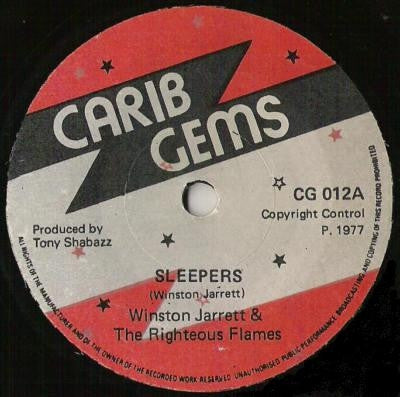 CARIB
GEMS
CG 012A
Copyright Control
P. 1977
Produced by
Tony Shabazz
SLEEPERS
(Winston Jarrett)
Winston Jarrett &
The Righteous Flames
ALL RIGHTS OF THE MANUFACTURER AND OF THE OWNER OF THE RECORDED WORK RESERVED. UNAUTHORISED PUBLIC PERFORMANCE BROADCASTING AND COPYING OF THIS RECORD PROHIBITED